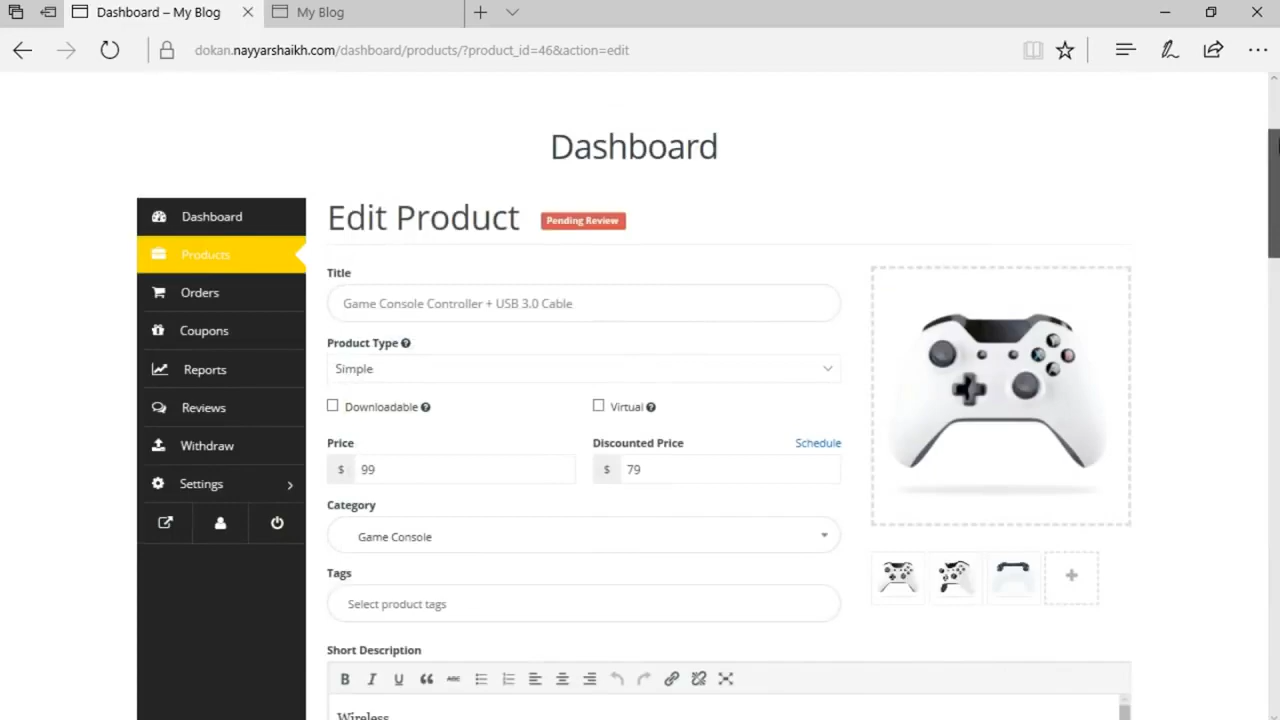 Dashboard – My Blog
My Blog
dokan.nayyarshaikh.com/dashboard/products/?product_id=46&action=edit
Dashboard
Dashboard
Products
Orders
Coupons
Reports
Reviews
Withdraw
Settings
Edit Product Pending Review
Title
Game Console Controller + USB 3.0 Cable
Product Type
Simple
Downloadable Virtual
Price Discounted Price Schedule
$ 99 $ 79
Category
Game Console
Tags
Select product tags
Short Description
B I U ABC
Wireless